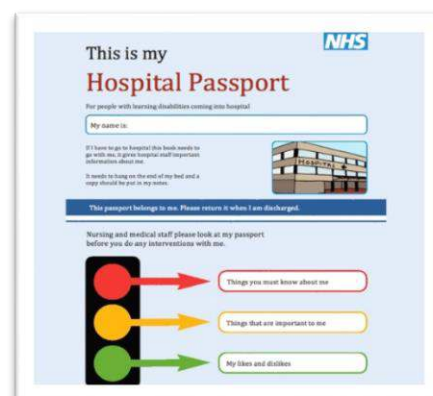 This is my
NHS
Hospital Passport
For people with learning disabilities coming into hospital
My name is:
If I have to go to hospital this book needs to
go with me, it gives hospital staff important
information about me.
It needs to hang on the end of my bed and a
copy should be put in my notes.
HOSPITAL
This passport belongs to me. Please return it when I am discharged.
Nursing and medical staff please look at my passport
before you do any interventions with me.
Things you must know about me
Things that are important to me
My likes and dislikes